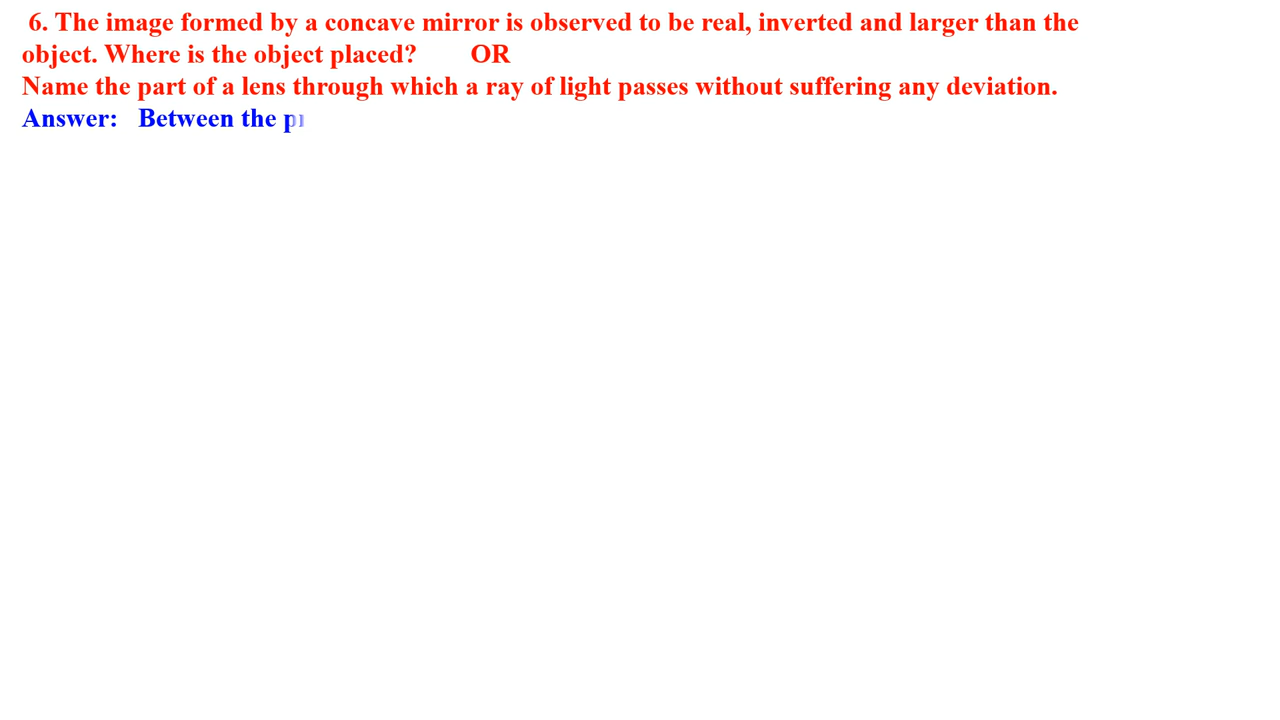 6. The image formed by a concave mirror is observed to be real, inverted and larger than the
object. Where is the object placed? OR
Name the part of a lens through which a ray of light passes without suffering any deviation.
Answer: Between the